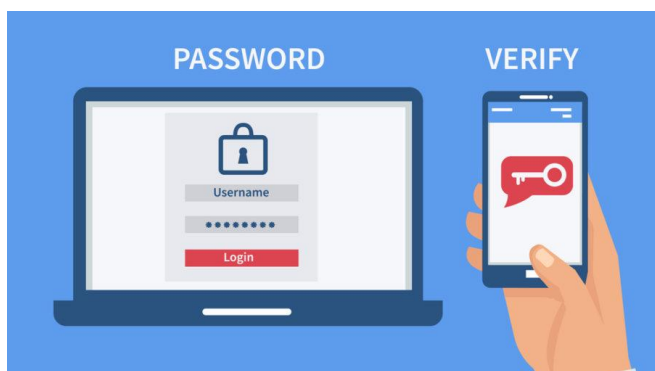 PASSWORD
VERIFY
Username
********
Login